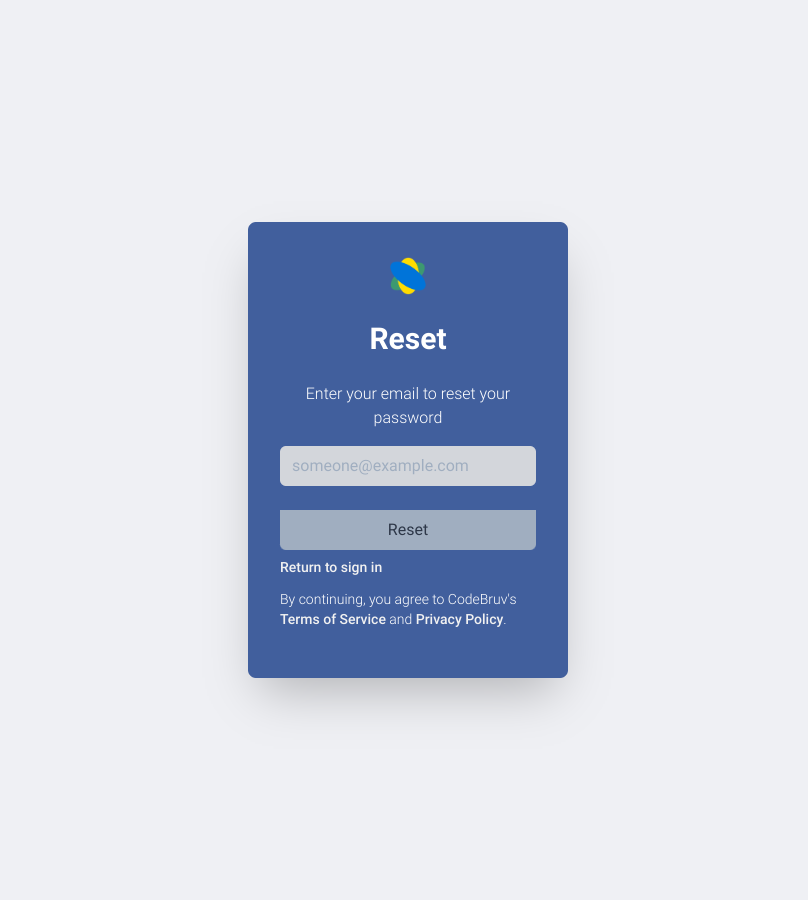 Reset
Enter your email to reset your
password
someone@example.com
Reset
Return to sign in
By continuing, you agree to CodeBruv's
Terms of Service and Privacy Policy.